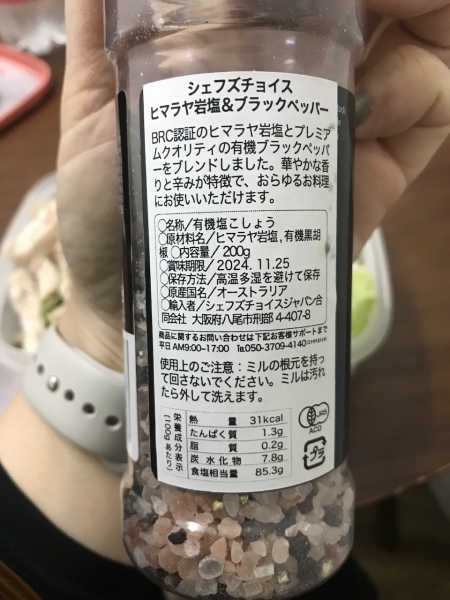 シェフズチョイス
ヒマラヤ岩塩&ブラックペッパー
BRC認証のヒマラヤ岩塩とプレミア
ムクオリティの有機ブラックペッパ
ーをブレンドしました。華やかな香
りと辛みが特徴で、おらゆるお料理
にお使いいただけます。
○名称/有機塩こしょう
○原材料名/ヒマラヤ岩塩,有機黒胡
椒 ○内容量/200g
○賞味期限/2024.11.25
○保存方法/高温多湿を避けて保存
○原産国名/オーストラリア
○輸入者/シェフズチョイスジャパン合
同会社 大阪府八尾市刑部 4-407-8
商品に関するお問い合わせは下記お客様サポートまで
平日 AM9:00-17:00 ℡050-3709-4140
使用上のご注意:ミルの根元を持っ
て回さないでください。ミルは汚れ
たら外して洗えます。
栄養成分表示
(100gあたり)
熱量 31kcal
たんぱく質 1.3g
脂質 0.2g
炭水化物 7.8g
食塩相当量 85.3g
JAS
ACO
プラ